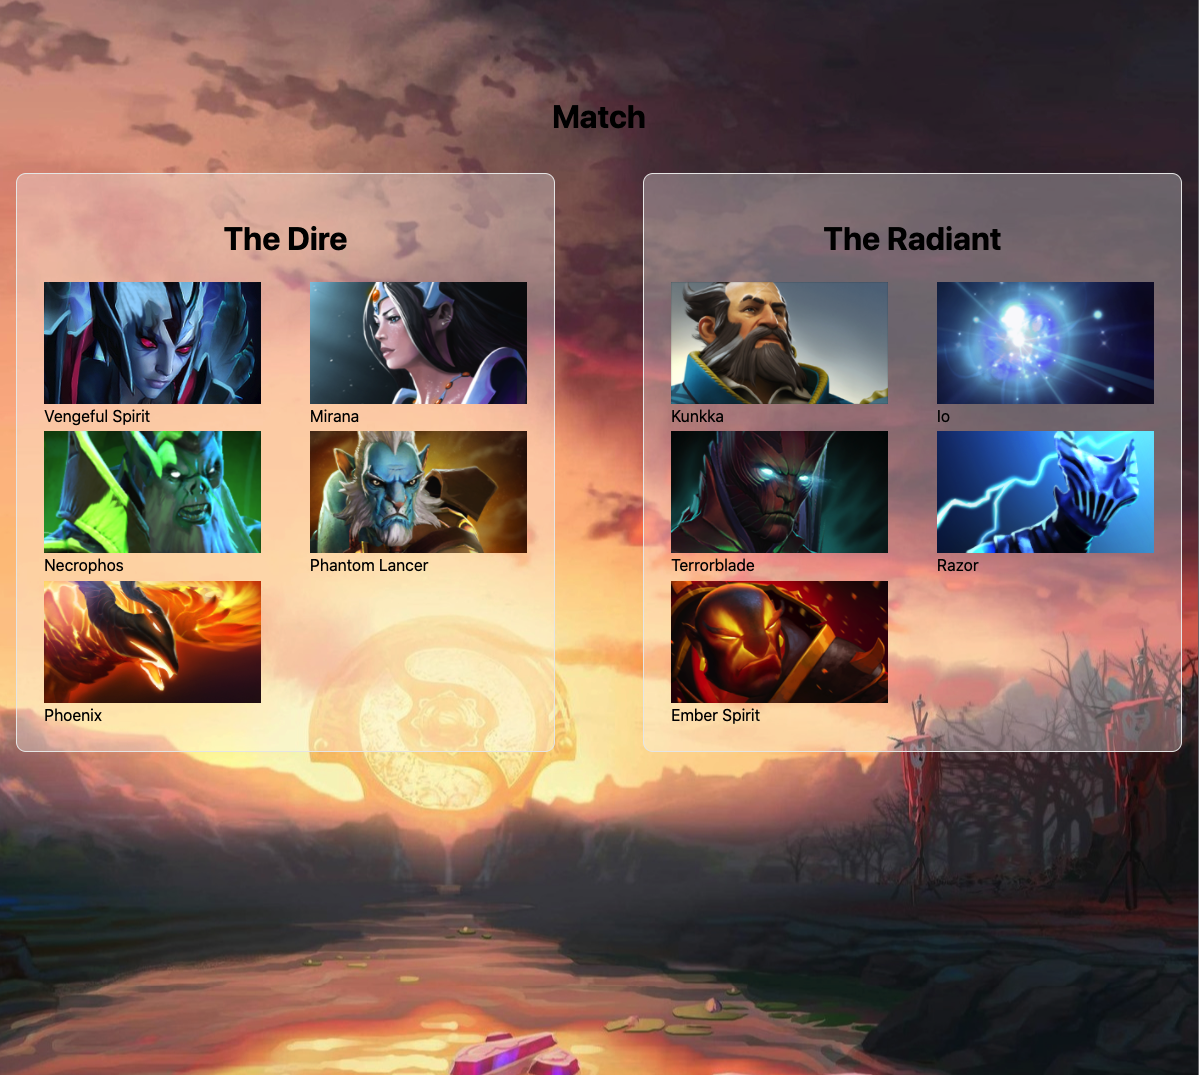 Match
The Dire
Vengeful Spirit
Mirana
Necrophos
Phantom Lancer
Phoenix
The Radiant
Kunkka
Io
Terrorblade
Razor
Ember Spirit